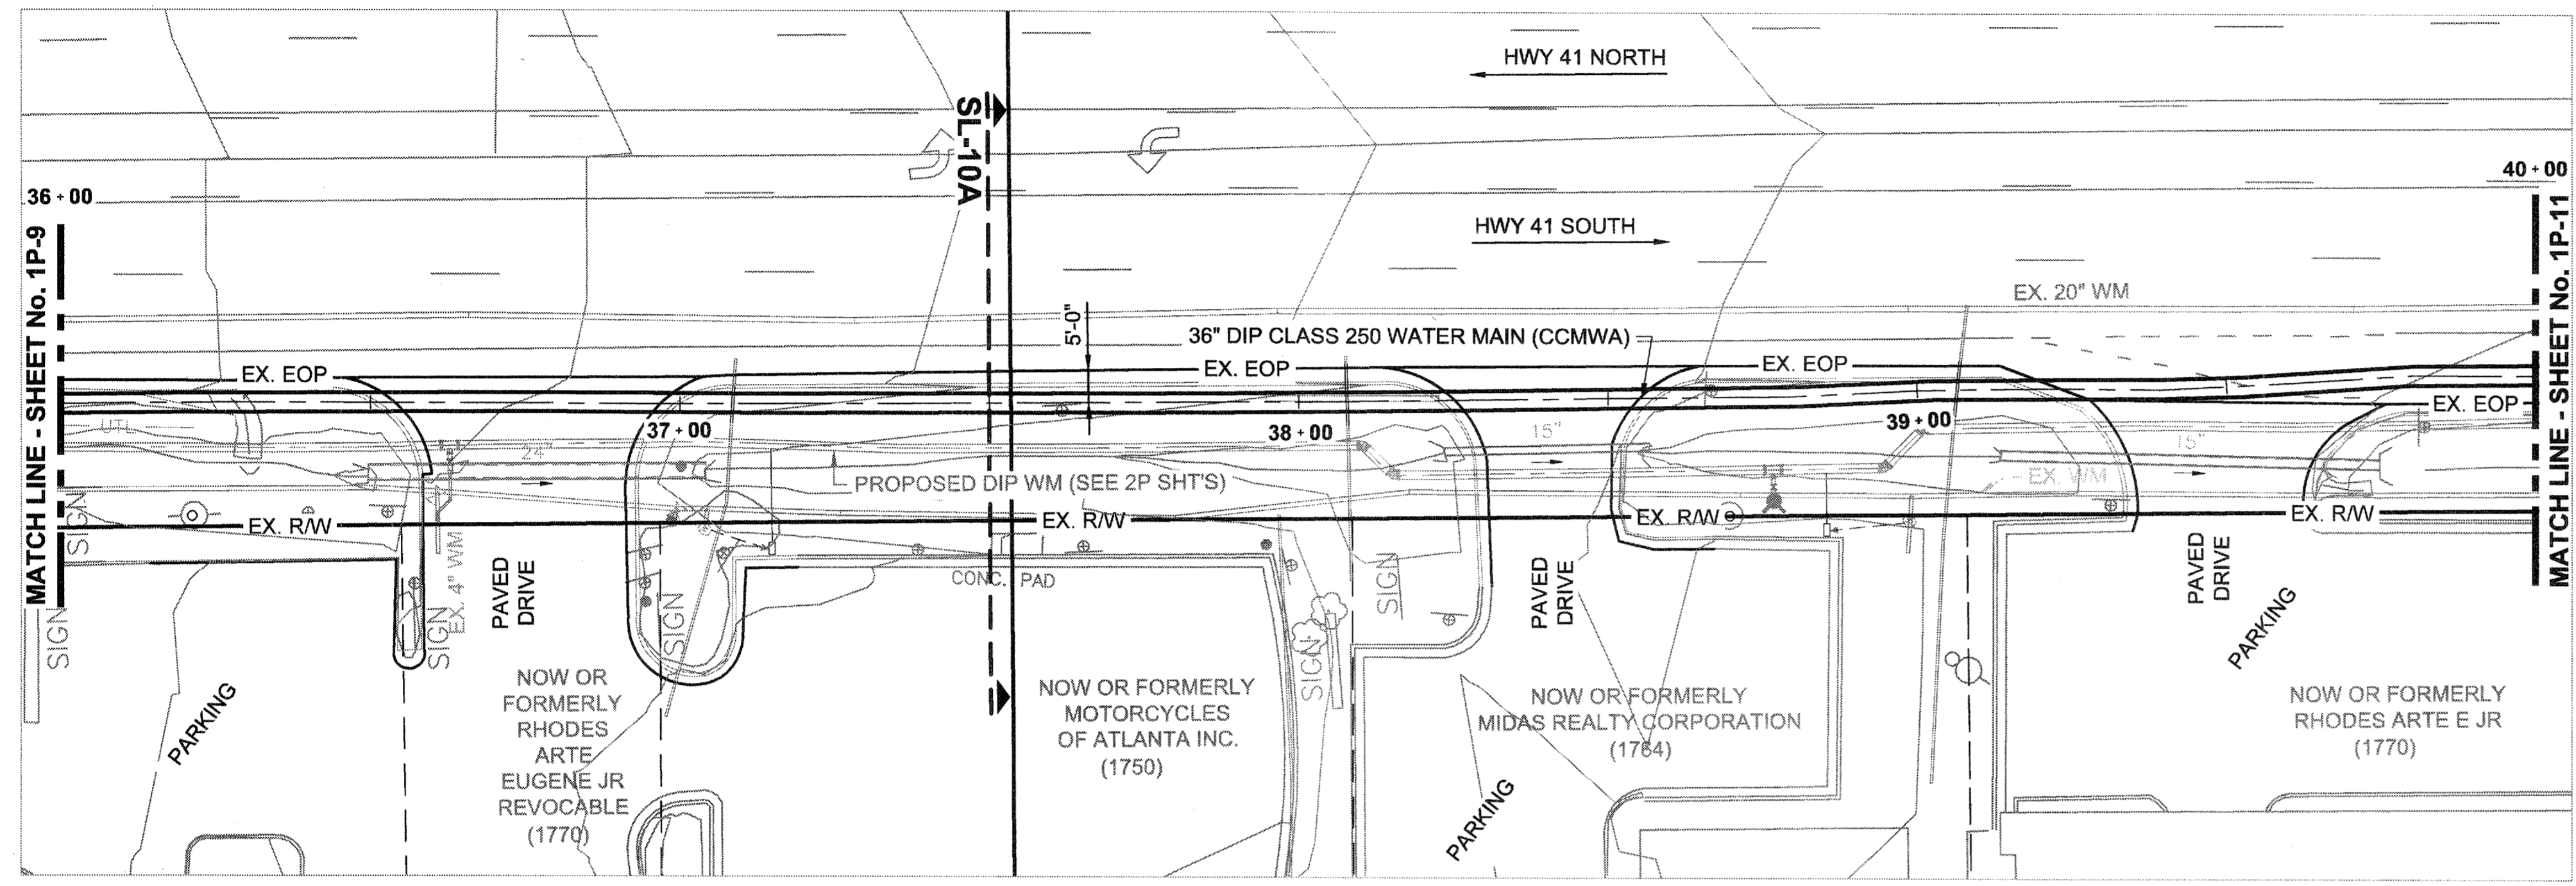 HWY 41 NORTH
SL-10A
40 + 00
36 + 00
HWY 41 SOUTH
MATCH LINE - SHEET No. 1P-9
MATCH LINE - SHEET No. 1P-11
EX. 20" WM
5'-0"
36" DIP CLASS 250 WATER MAIN (CCMWA)
EX. EOP
EX. EOP
EX. EOP
EX. EOP
UTL
37 + 00
38 + 00
39 + 00
24"
15"
15"
PROPOSED DIP WM (SEE 2P SHT'S)
EX. WM
EX. R/W
EX. R/W
EX. R/W
EX. R/W
SIGN
SIGN
SIGN
EX. 4" WM
PAVED
DRIVE
SIGN
CONC. PAD
SIGN
SIGN
PAVED
DRIVE
PAVED
DRIVE
PARKING
PARKING
PARKING
NOW OR
FORMERLY
RHODES
ARTE
EUGENE JR
REVOCABLE
(1770)
NOW OR FORMERLY
MOTORCYCLES
OF ATLANTA INC.
(1750)
NOW OR FORMERLY
MIDAS REALTY CORPORATION
(1764)
NOW OR FORMERLY
RHODES ARTE E JR
(1770)